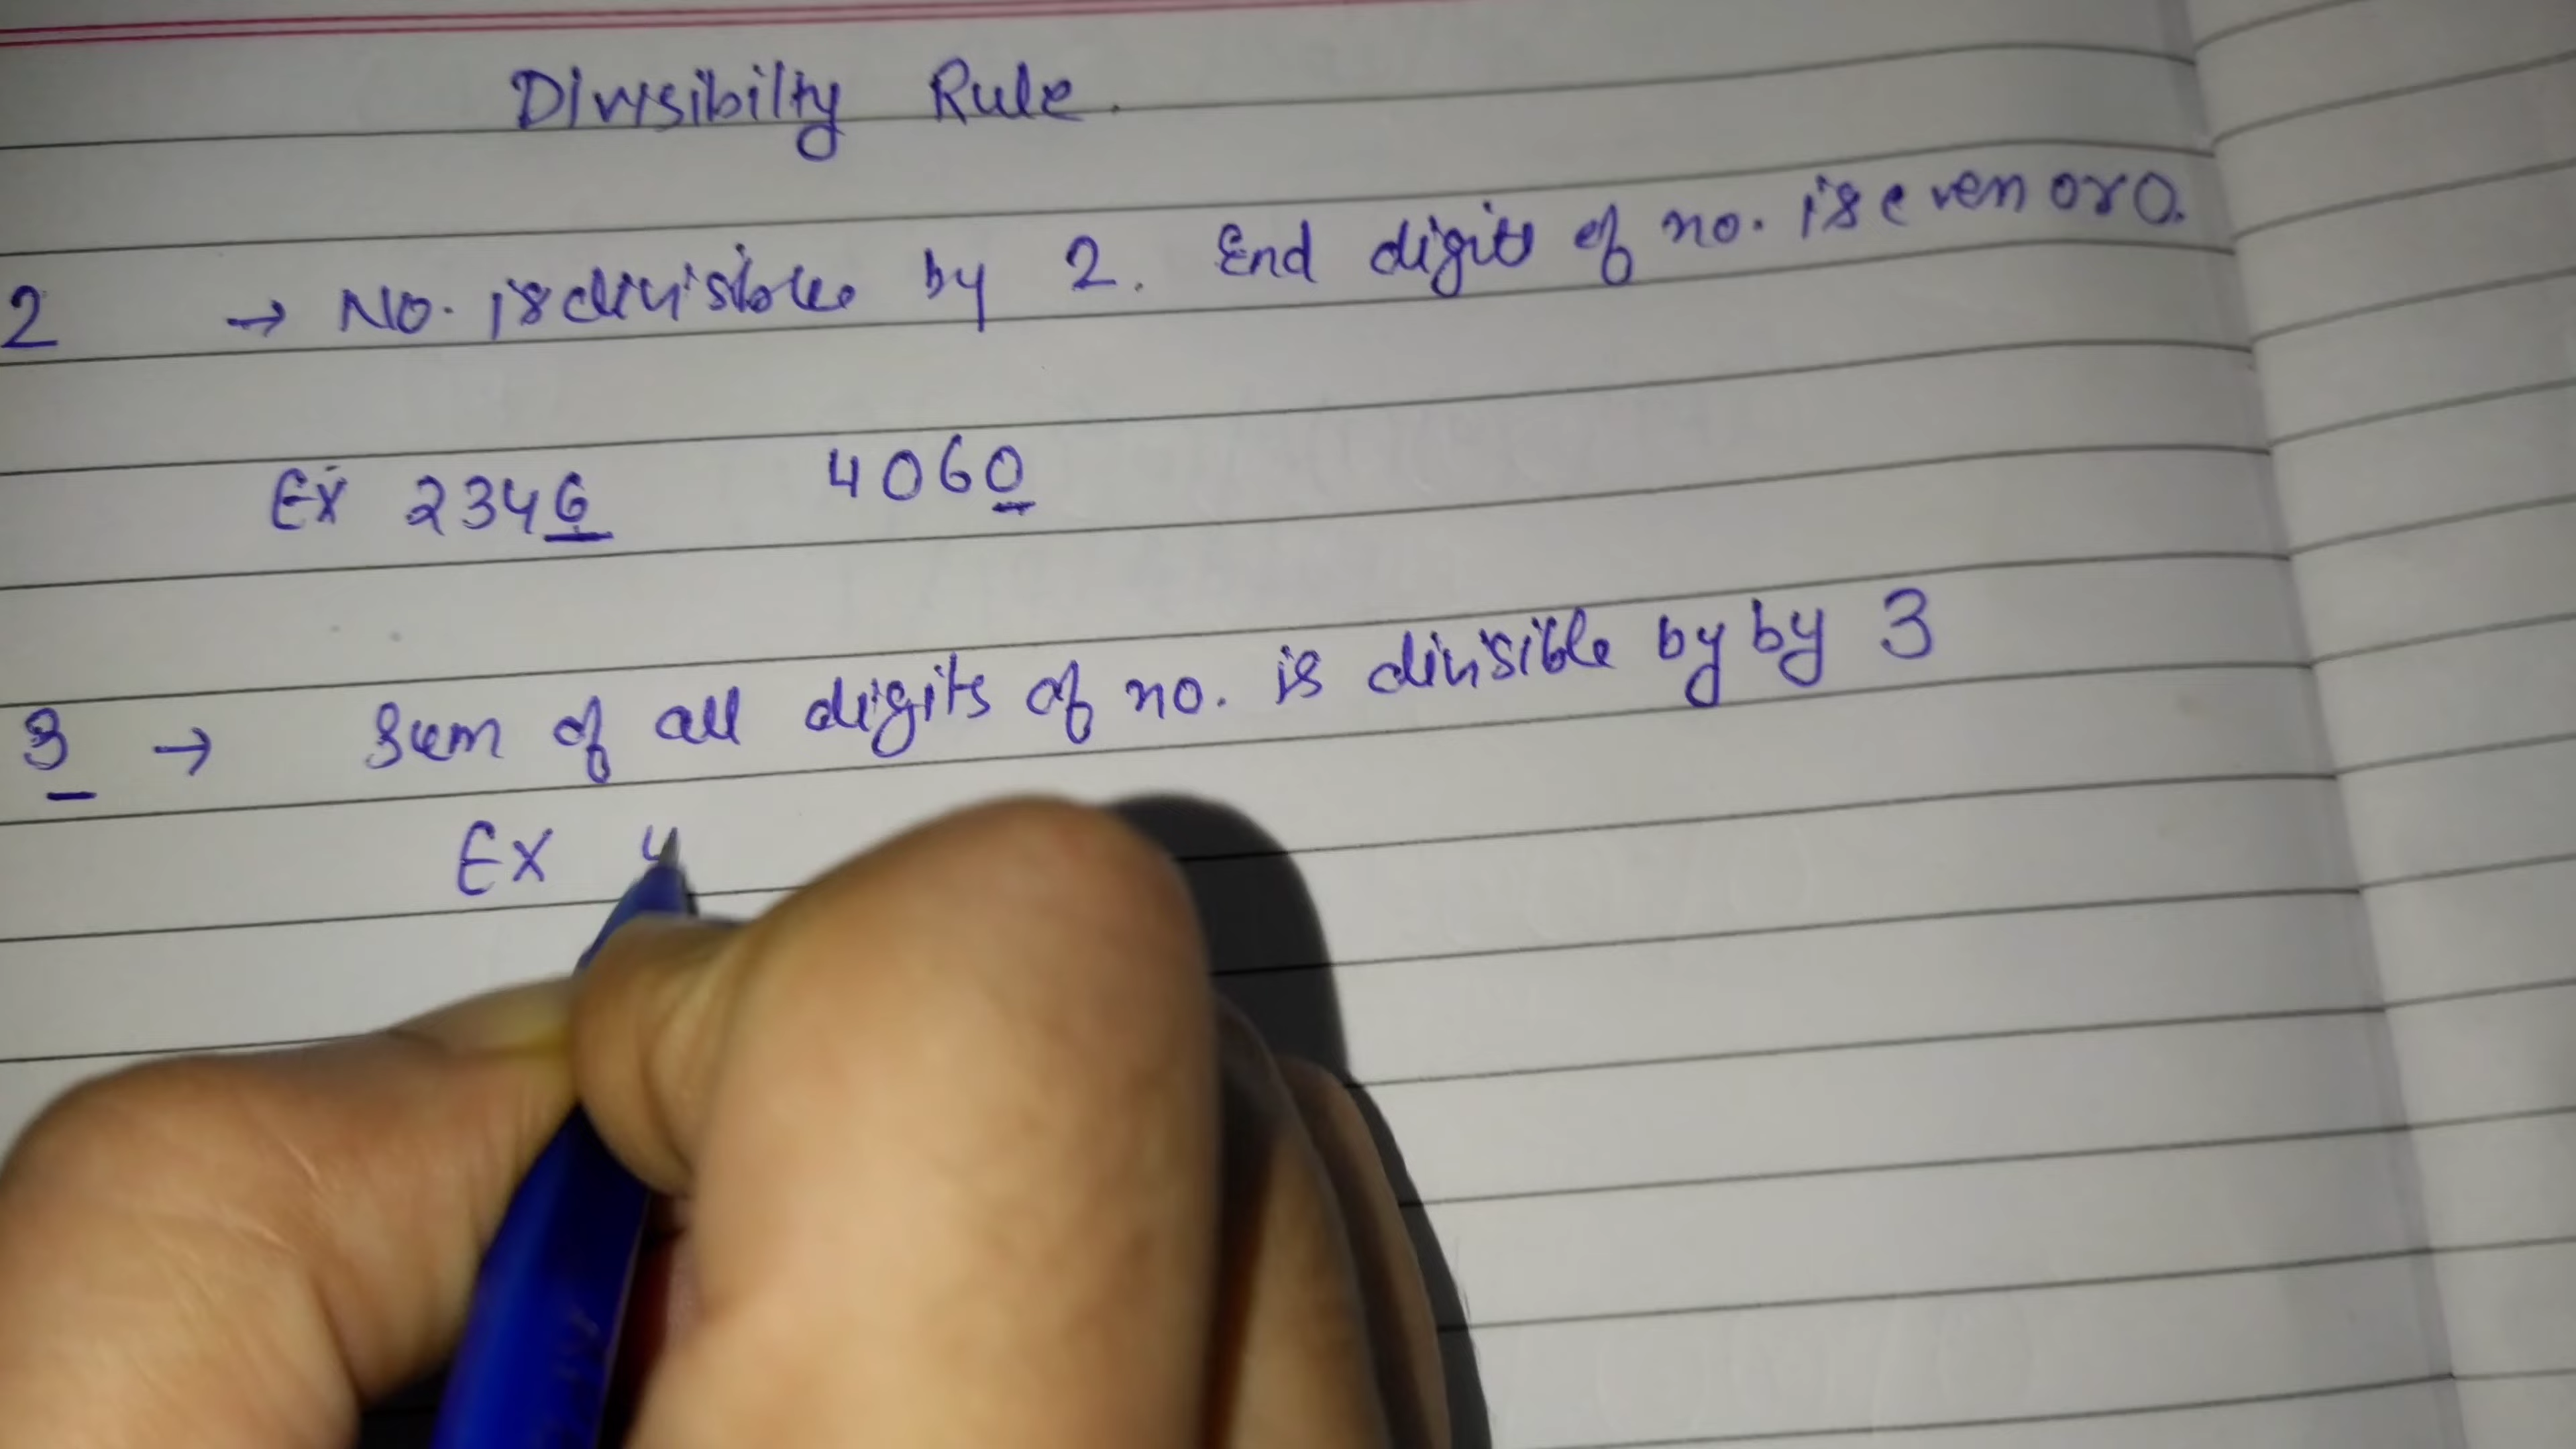 Divisibilty Rule.
2 → No. is divisible by 2. End digits of no. is even or 0.
Ex 2346 4060
3 → Sum of all digits of no. is divisible by by 3
Ex 4